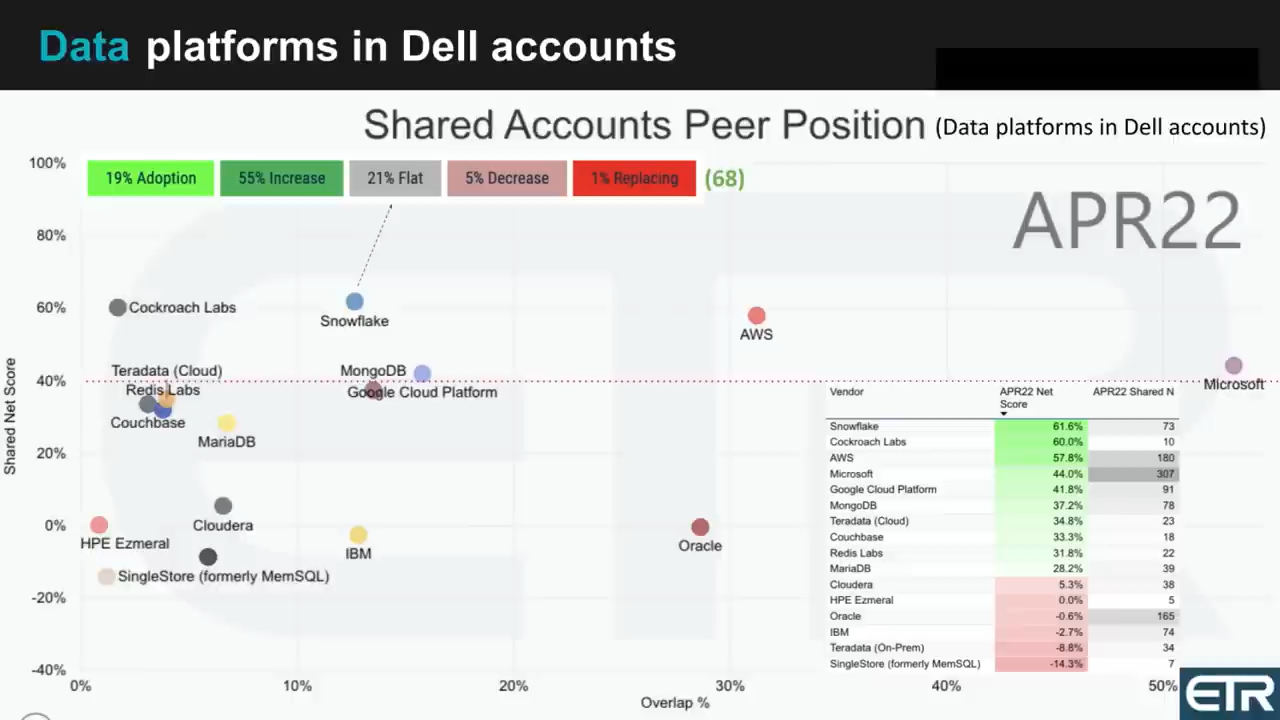 Data platforms in Dell accounts
Shared Accounts Peer Position (Data platforms in Dell accounts)
100%
19% Adoption 55% Increase 21% Flat 5% Decrease 1% Replacing (68)
APR22
80%
60%
Cockroach Labs
Snowflake
AWS
Teradata (Cloud)
MongoDB
40%
Microsoft
Redis Labs
Google Cloud Platform
Couchbase
MariaDB
20%
Cloudera
0%
HPE Ezmeral
IBM
Oracle
SingleStore (formerly MemSQL)
-20%
-40%
Shared Net Score
0% 10% 20% 30% 40% 50%
Overlap %
Vendor APR22 Net Score APR22 Shared N
Snowflake 61.6% 73
Cockroach Labs 60.0% 10
AWS 57.8% 180
Microsoft 44.0% 307
Google Cloud Platform 41.8% 91
MongoDB 37.2% 78
Teradata (Cloud) 34.8% 23
Couchbase 33.3% 18
Redis Labs 31.8% 22
MariaDB 28.2% 39
Cloudera 5.3% 38
HPE Ezmeral 0.0% 5
Oracle -0.6% 165
IBM -2.7% 74
Teradata (On-Prem) -8.8% 34
SingleStore (formerly MemSQL) -14.3% 7
ETR